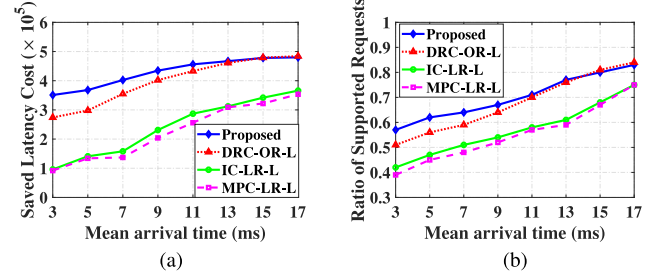 Saved Latency Cost (× 10⁵)
6
5
4
3
2
1
0
Proposed
DRC-OR-L
IC-LR-L
MPC-LR-L
3 5 7 9 11 13 15 17
Mean arrival time (ms)
(a)
Ratio of Supported Requests
1
0.9
0.8
0.7
0.6
0.5
0.4
0.3
Proposed
DRC-OR-L
IC-LR-L
MPC-LR-L
3 5 7 9 11 13 15 17
Mean arrival time (ms)
(b)